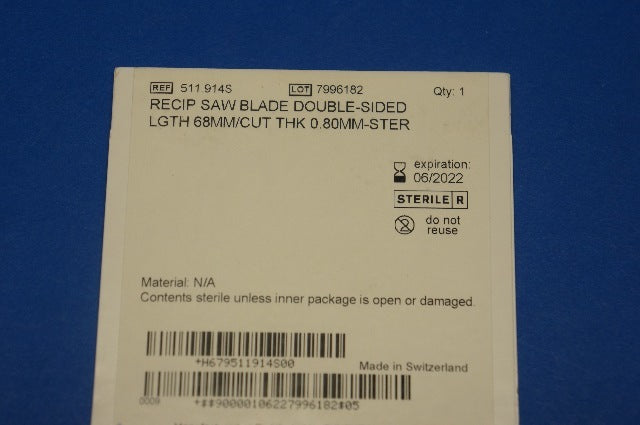 REF 511 914S LOT 7996182 Qty: 1
RECIP SAW BLADE DOUBLE-SIDED
LGTH 68MM/CUT THK 0.80MM-STER
expiration:
06/2022
STERILE R
do not
reuse
Material: N/A
Contents sterile unless inner package is open or damaged.
+H679511914S00
Made in Switzerland
0009
+$$90000106227996182#05